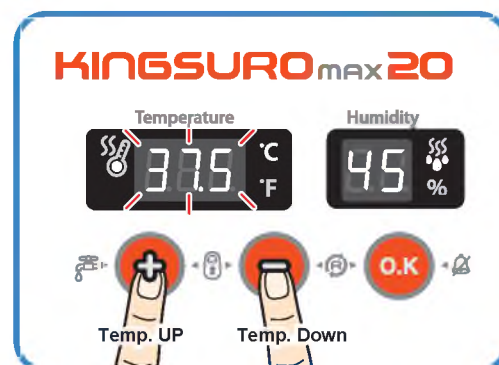 KINGSURO max 20
Temperature Humidity
37.5 °C °F 45 %
O.K
Temp. UP Temp. Down